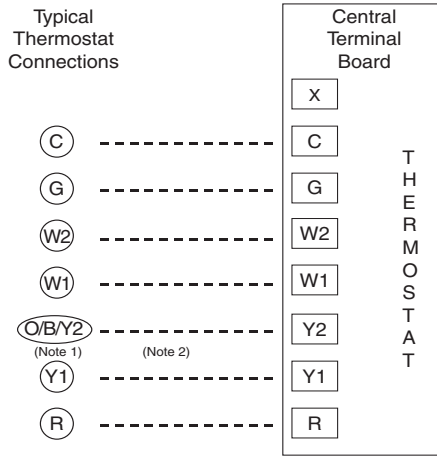 Typical
Thermostat
Connections
Central
Terminal
Board
X
C C
G G
W2 W2
W1 W1
O/B/Y2 Y2
(Note 1) (Note 2)
Y1 Y1
R R
THERMOSTAT